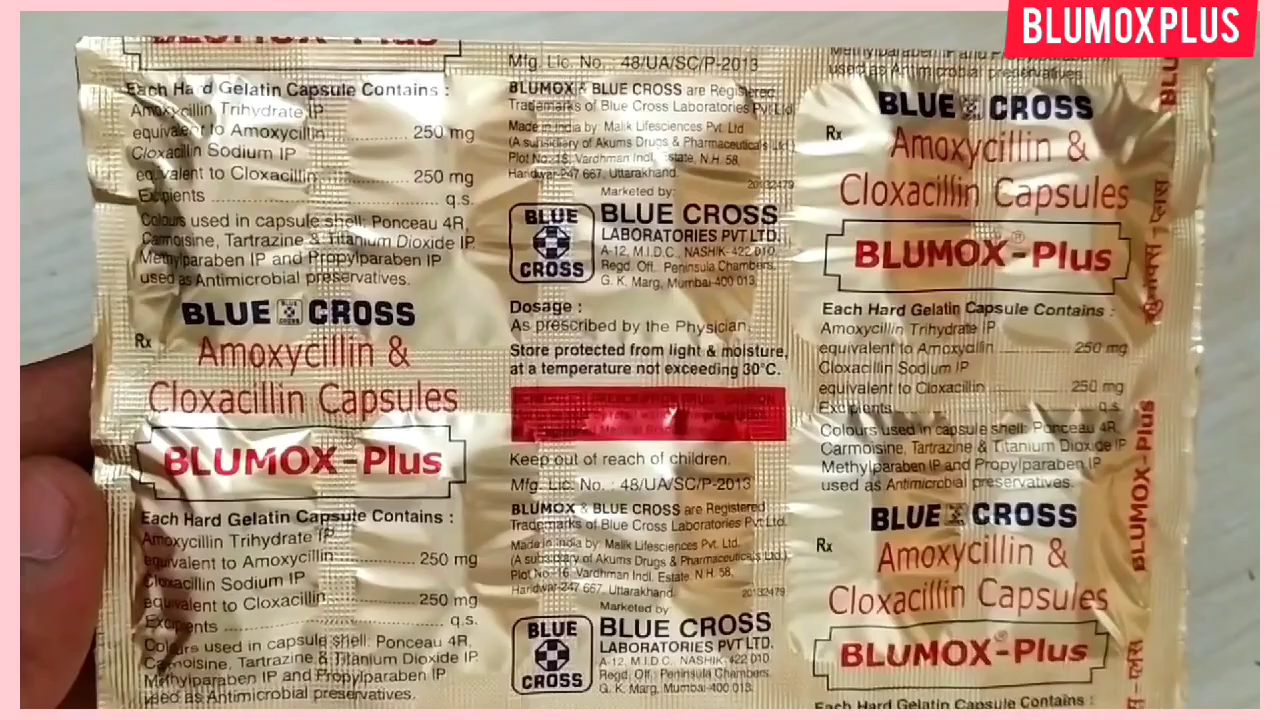 BLUMOXPLUS
BLUMOX-Plus
Each Hard Gelatin Capsule Contains :
Amoxycillin Trihydrate IP
equivalent to Amoxycillin ............ 250 mg
Cloxacillin Sodium IP
equivalent to Cloxacillin ............ 250 mg
Excipients ............ q.s.
Colours used in capsule shell: Ponceau 4R,
Carmoisine, Tartrazine & Titanium Dioxide IP
Methylparaben IP and Propylparaben IP
used as Antimicrobial preservatives.
BLUE CROSS
Rx
Amoxycillin &
Cloxacillin Capsules
BLUMOX-Plus
Each Hard Gelatin Capsule Contains :
Amoxycillin Trihydrate IP
equivalent to Amoxycillin ............ 250 mg
Cloxacillin Sodium IP
equivalent to Cloxacillin ............ 250 mg
Excipients ............ q.s.
Colours used in capsule shell: Ponceau 4R,
Carmoisine, Tartrazine & Titanium Dioxide IP.
Methylparaben IP and Propylparaben IP
used as Antimicrobial preservatives.
Mfg. Lic. No. : 48/UA/SC/P-2013
BLUMOX & BLUE CROSS are Registered
Trademarks of Blue Cross Laboratories Pvt. Ltd.
Made in India by: Malik Lifesciences Pvt. Ltd
(A subsidiary of Akums Drugs & Pharmaceuticals Ltd.)
Plot No.-16, Vardhman Indl. Estate, N.H. 58,
Haridwar-247 667, Uttarakhand.
20132479
Marketed by:
BLUE CROSS
BLUE CROSS
LABORATORIES PVT LTD.
A-12, M.I.D.C., NASHIK-422 010.
Regd. Off.: Peninsula Chambers,
G. K. Marg, Mumbai-400 013.
Dosage :
As prescribed by the Physician.
Store protected from light & moisture,
at a temperature not exceeding 30°C.
Keep out of reach of children.
Mfg. Lic. No. : 48/UA/SC/P-2013
BLUMOX & BLUE CROSS are Registered
Trademarks of Blue Cross Laboratories Pvt. Ltd.
Made in India by: Malik Lifesciences Pvt. Ltd.
(A subsidiary of Akums Drugs & Pharmaceuticals Ltd.)
Plot No.-16, Vardhman Indl. Estate, N.H. 58,
Haridwar-247 667, Uttarakhand.
20132479
Marketed by
BLUE CROSS
BLUE CROSS
LABORATORIES PVT LTD.
A-12, M.I.D.C., NASHIK-422 010.
Regd. Off.: Peninsula Chambers,
G. K. Marg, Mumbai-400 013.
Methylparaben IP and
used as Antimicrobial preservatives
BLUE CROSS
Rx
Amoxycillin &
Cloxacillin Capsules
BLUMOX®-Plus
Each Hard Gelatin Capsule Contains :
Amoxycillin Trihydrate IP
equivalent to Amoxycillin ............ 250 mg
Cloxacillin Sodium IP
equivalent to Cloxacillin ............ 250 mg
Excipients ............ q.s.
Colours used in capsule shell: Ponceau 4R,
Carmoisine, Tartrazine & Titanium Dioxide IP
Methylparaben IP and Propylparaben IP
used as Antimicrobial preservatives.
BLUE CROSS
Rx
Amoxycillin &
Cloxacillin Capsules
BLUMOX®-Plus
Each Hard Gelatin Capsule Contains :
BLUMOX-Plus